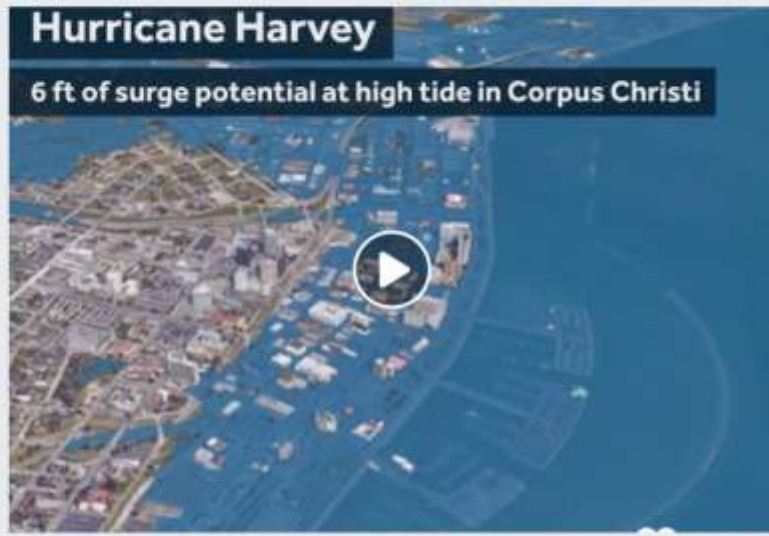 Hurricane Harvey
6 ft of surge potential at high tide in Corpus Christi